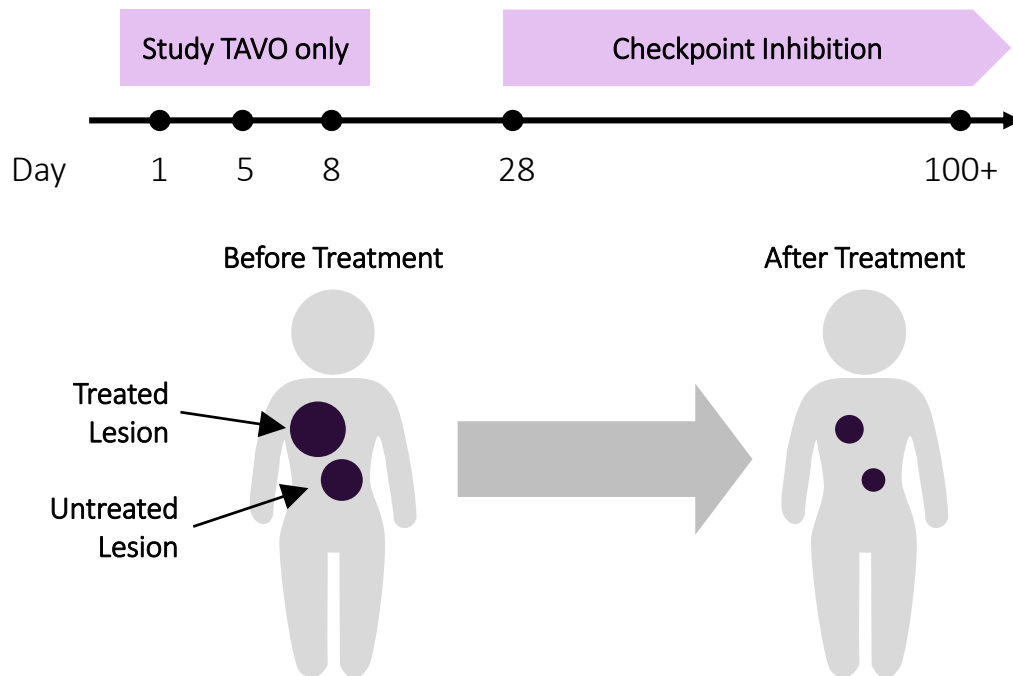 Study TAVO only
Checkpoint Inhibition
Day 1 5 8 28 100+
Before Treatment
After Treatment
Treated
Lesion
Untreated
Lesion